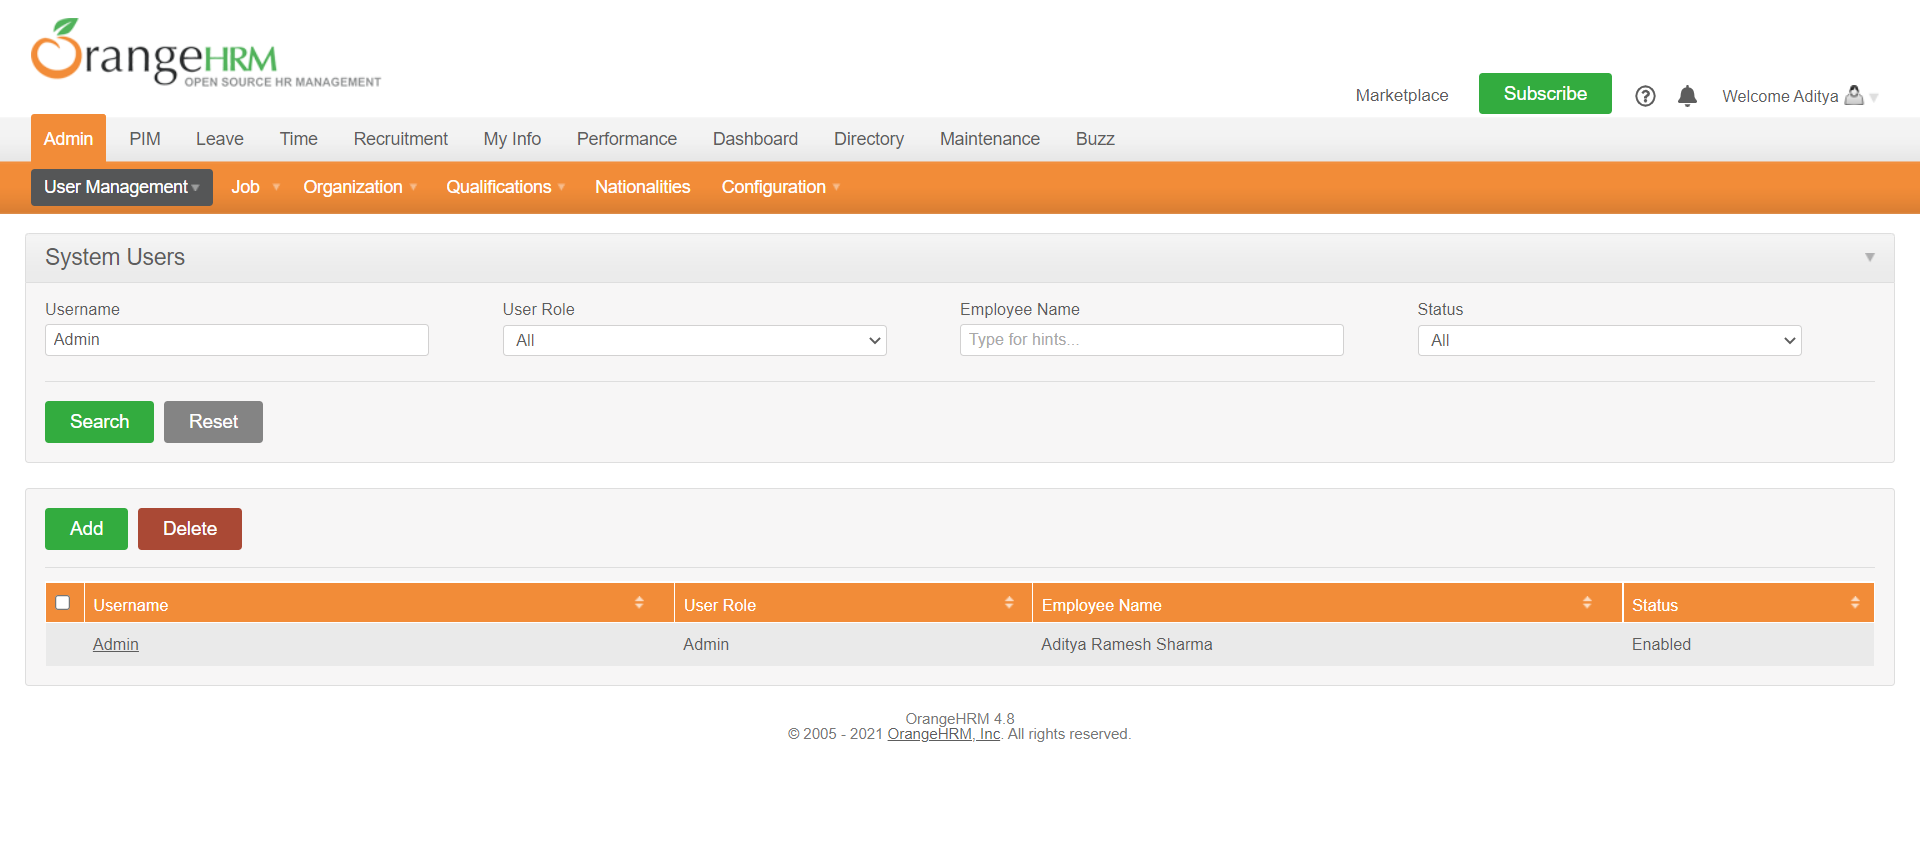 OrangeHRM
OPEN SOURCE HR MANAGEMENT
Marketplace Subscribe Welcome Aditya
Admin PIM Leave Time Recruitment My Info Performance Dashboard Directory Maintenance Buzz
User Management Job Organization Qualifications Nationalities Configuration
System Users
Username User Role Employee Name Status
Admin All Type for hints... All
Search Reset
Add Delete
Username User Role Employee Name Status
Admin Admin Aditya Ramesh Sharma Enabled
OrangeHRM 4.8
© 2005 - 2021 OrangeHRM, Inc. All rights reserved.